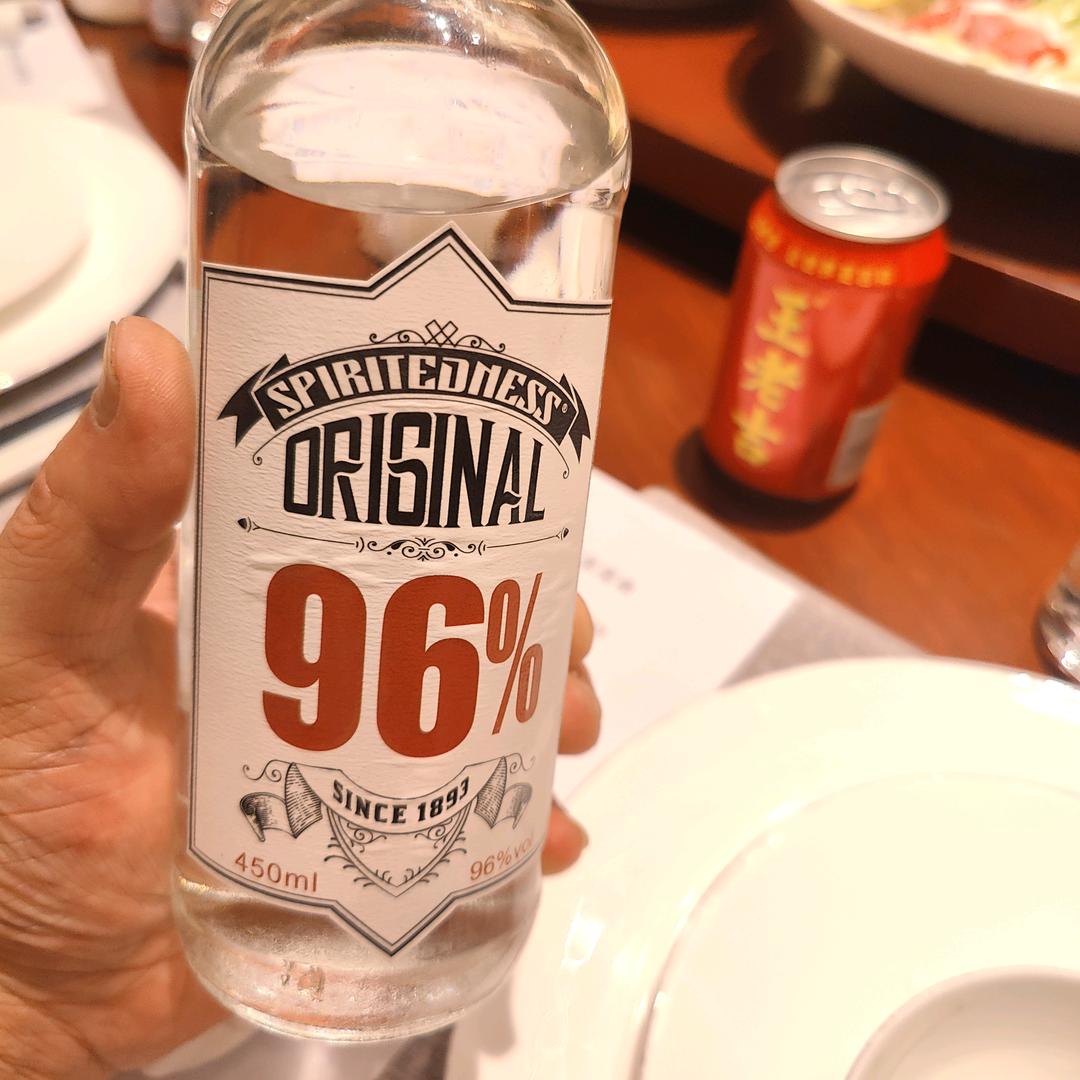 SPIRITEDNESS®
ORIGINAL
96%
SINCE 1893
450ml
96%vol
王老吉